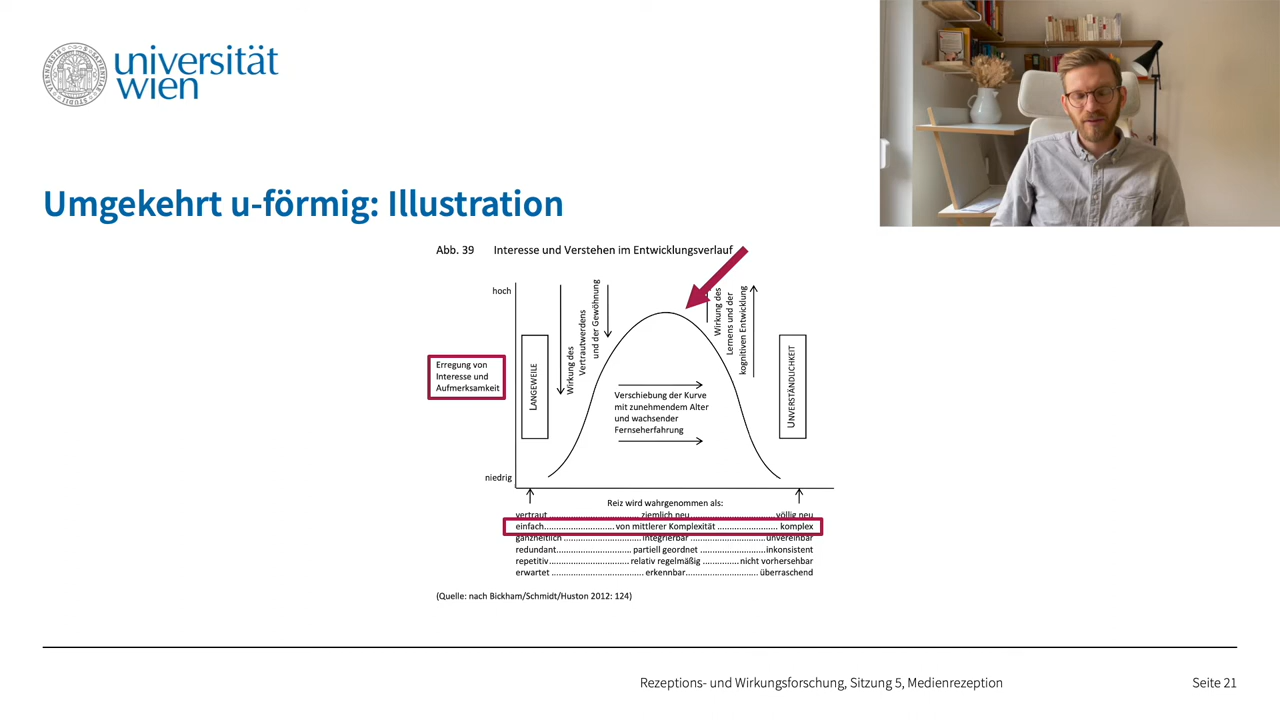 universität
wien
Umgekehrt u-förmig: Illustration
Abb. 39 Interesse und Verstehen im Entwicklungsverlauf
hoch
Erregung von
Interesse und
Aufmerksamkeit
niedrig
LANGEWEILE
Wirkung des
Vertrautwerdens
und der Gewöhnung
Verschiebung der Kurve
mit zunehmendem Alter
und wachsender
Fernseherfahrung
Wirkung des
Lernens und der
kognitiven Entwicklung
UNVERSTÄNDLICHKEIT
Reiz wird wahrgenommen als:
vertraut..............................ziemlich neu............................völlig neu
einfach.......................von mittlerer Komplexität ....................komplex
ganzheitlich........................integrierbar ..........................unvereinbar
redundant..........................partiell geordnet ......................inkonsistent
repetitiv............................relativ regelmäßig ............nicht vorhersehbar
erwartet ...............................erkennbar..........................überraschend
(Quelle: nach Bickham/Schmidt/Huston 2012: 124)
Rezeptions- und Wirkungsforschung, Sitzung 5, Medienrezeption
Seite 21